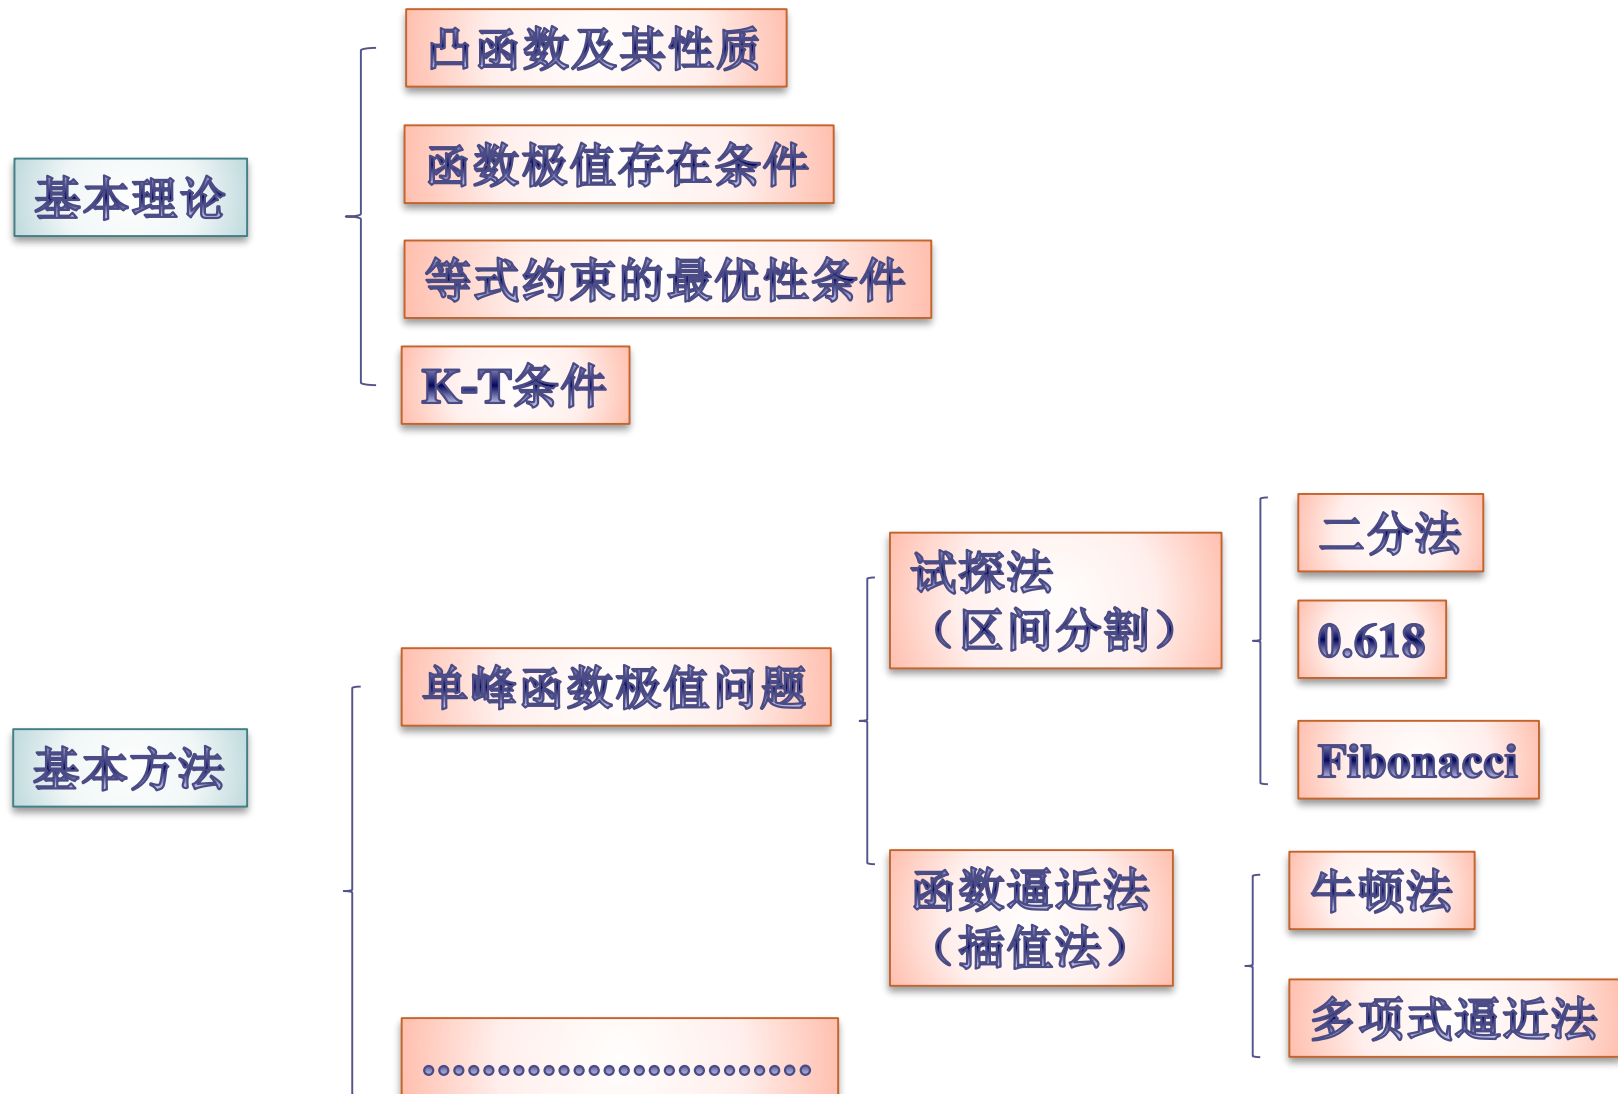 基本理论
凸函数及其性质
函数极值存在条件
等式约束的最优性条件
K-T条件
基本方法
单峰函数极值问题
试探法
（区间分割）
二分法
0.618
Fibonacci
函数逼近法
（插值法）
牛顿法
多项式逼近法
··························